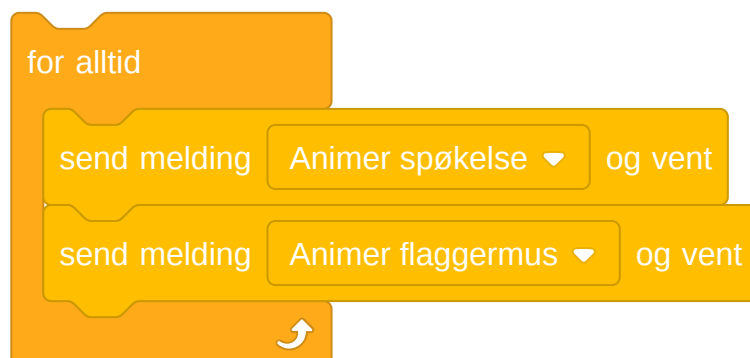 for alltid
send melding Animer spøkelse og vent
send melding Animer flaggermus og vent